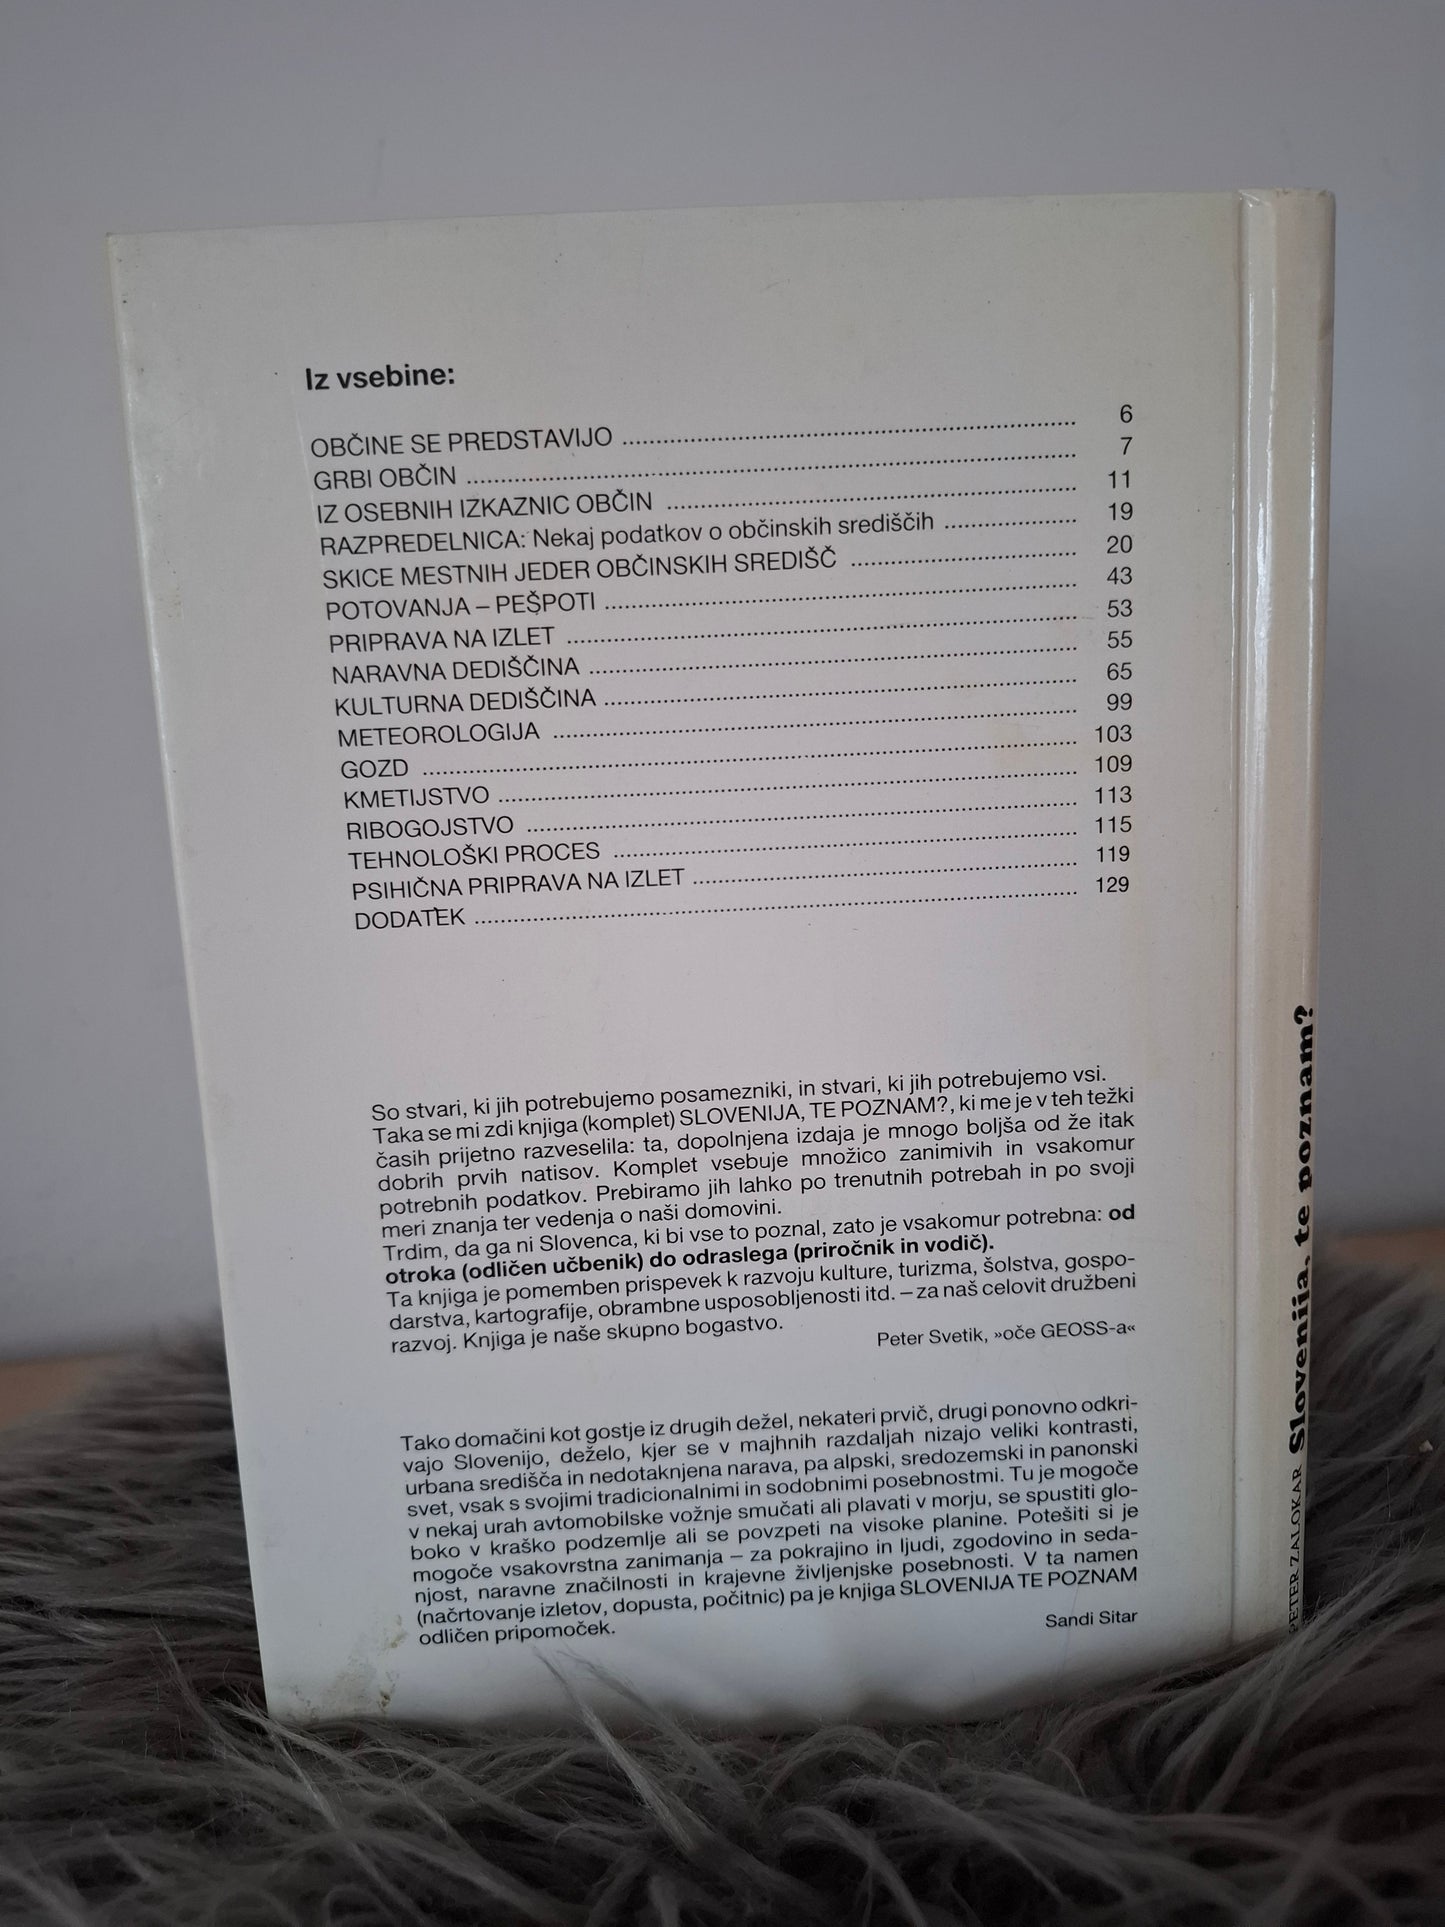 Iz vsebine:
OBČINE SE PREDSTAVIJO ........ 6
GRBI OBČIN ........ 7
IZ OSEBNIH IZKAZNIC OBČIN ........ 11
RAZPREDELNICA: Nekaj podatkov o občinskih središčih ........ 19
SKICE MESTNIH JEDER OBČINSKIH SREDIŠČ ........ 20
POTOVANJA – PEŠPOTI ........ 43
PRIPRAVA NA IZLET ........ 53
NARAVNA DEDIŠČINA ........ 55
KULTURNA DEDIŠČINA ........ 65
METEOROLOGIJA ........ 99
GOZD ........ 103
KMETIJSTVO ........ 109
RIBOGOJSTVO ........ 113
TEHNOLOŠKI PROCES ........ 115
PSIHIČNA PRIPRAVA NA IZLET ........ 119
DODATEK ........ 129
So stvari, ki jih potrebujemo posamezniki, in stvari, ki jih potrebujemo vsi.
Taka se mi zdi knjiga (komplet) SLOVENIJA, TE POZNAM?, ki me je v teh težki
časih prijetno razveselila: ta, dopolnjena izdaja je mnogo boljša od že itak
dobrih prvih natisov. Komplet vsebuje množico zanimivih in vsakomur
potrebnih podatkov. Prebiramo jih lahko po trenutnih potrebah in po svoji
meri znanja ter vedenja o naši domovini.
Trdim, da ga ni Slovenca, ki bi vse to poznal, zato je vsakomur potrebna: od
otroka (odličen učbenik) do odraslega (priročnik in vodič).
Ta knjiga je pomemben prispevek k razvoju kulture, turizma, šolstva, gospo-
darstva, kartografije, obrambne usposobljenosti itd. – za naš celovit družbeni
razvoj. Knjiga je naše skupno bogastvo.
Peter Svetik, »oče GEOSS-a«
Tako domačini kot gostje iz drugih dežel, nekateri prvič, drugi ponovno odkri-
vajo Slovenijo, deželo, kjer se v majhnih razdaljah nizajo veliki kontrasti,
urbana središča in nedotaknjena narava, pa alpski, sredozemski in panonski
svet, vsak s svojimi tradicionalnimi in sodobnimi posebnostmi. Tu je mogoče
v nekaj urah avtomobilske vožnje smučati ali plavati v morju, se spustiti glo-
boko v kraško podzemlje ali se povzpeti na visoke planine. Potešiti si je
mogoče vsakovrstna zanimanja – za pokrajino in ljudi, zgodovino in seda-
njost, naravne značilnosti in krajevne življenjske posebnosti. V ta namen
(načrtovanje izletov, dopusta, počitnic) pa je knjiga SLOVENIJA TE POZNAM
odličen pripomoček.
Sandi Sitar
PETER ZALOKAR Slovenija, te poznam?